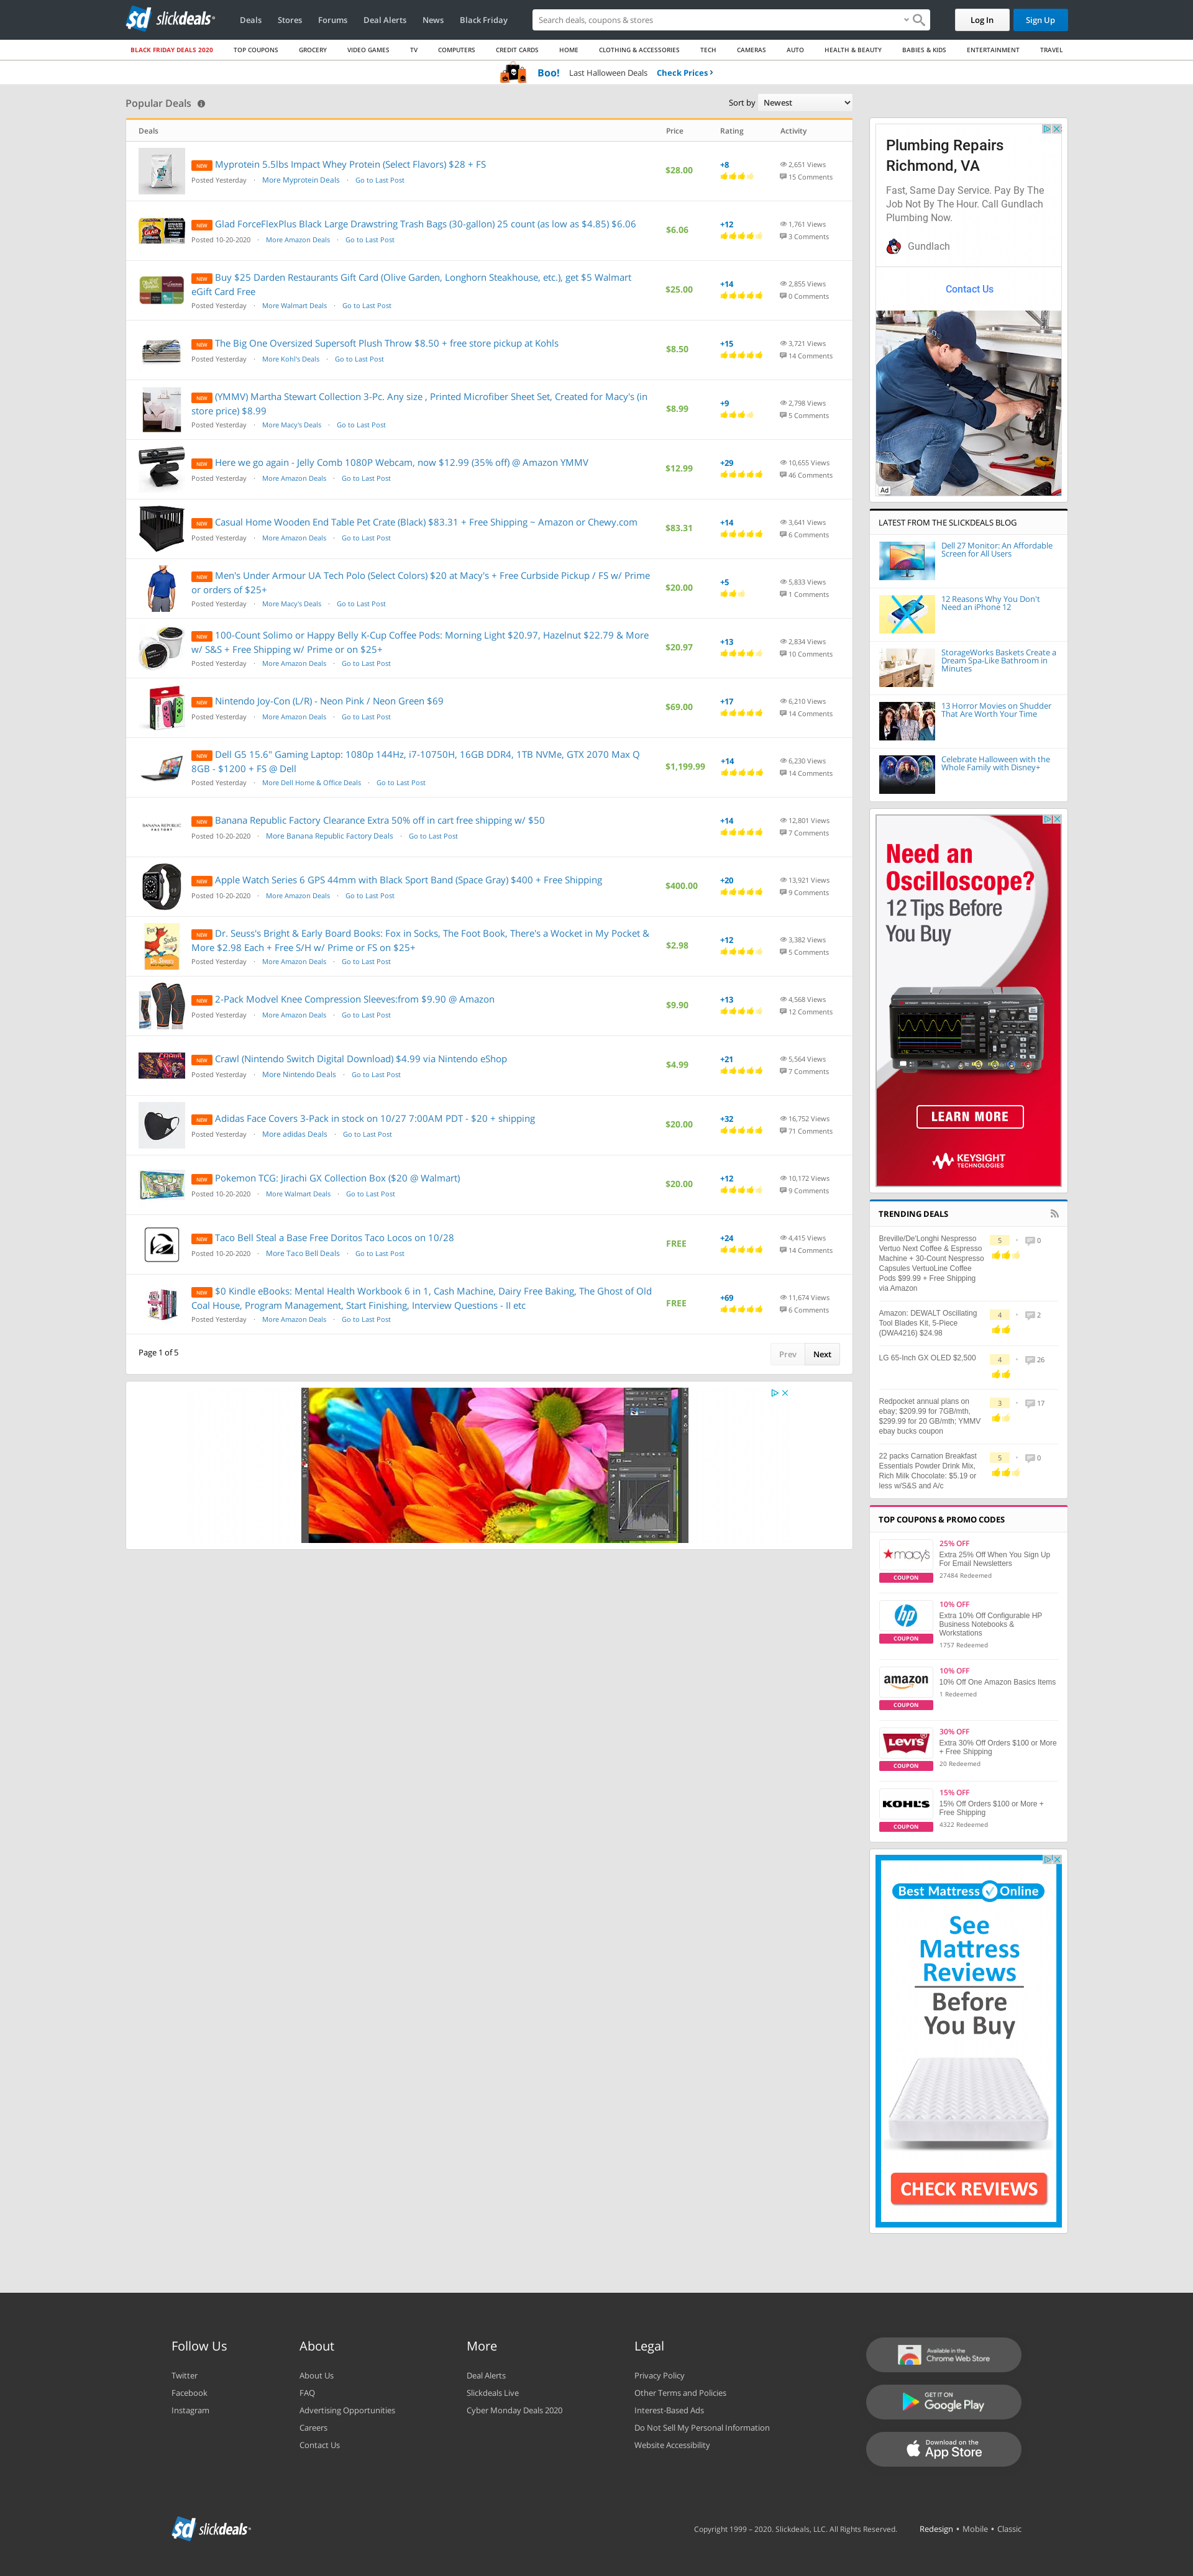 sd slickdeals
Deals Stores Forums Deal Alerts News Black Friday
Search deals, coupons & stores
Log In Sign Up
BLACK FRIDAY DEALS 2020 TOP COUPONS GROCERY VIDEO GAMES TV COMPUTERS CREDIT CARDS HOME CLOTHING & ACCESSORIES TECH CAMERAS AUTO HEALTH & BEAUTY BABIES & KIDS ENTERTAINMENT TRAVEL
Boo! Last Halloween Deals Check Prices
Popular Deals
Sort by Newest
Deals Price Rating Activity
NEW Myprotein 5.5lbs Impact Whey Protein (Select Flavors) $28 + FS
Posted Yesterday · More Myprotein Deals · Go to Last Post
$28.00 +8 2,651 Views
15 Comments
NEW Glad ForceFlexPlus Black Large Drawstring Trash Bags (30-gallon) 25 count (as low as $4.85) $6.06
Posted 10-20-2020 · More Amazon Deals · Go to Last Post
$6.06 +12 1,761 Views
3 Comments
NEW Buy $25 Darden Restaurants Gift Card (Olive Garden, Longhorn Steakhouse, etc.), get $5 Walmart
eGift Card Free
Posted Yesterday · More Walmart Deals · Go to Last Post
$25.00 +14 2,855 Views
0 Comments
NEW The Big One Oversized Supersoft Plush Throw $8.50 + free store pickup at Kohls
Posted Yesterday · More Kohl's Deals · Go to Last Post
$8.50 +15 3,721 Views
14 Comments
NEW (YMMV) Martha Stewart Collection 3-Pc. Any size , Printed Microfiber Sheet Set, Created for Macy's (in
store price) $8.99
Posted Yesterday · More Macy's Deals · Go to Last Post
$8.99 +9 2,798 Views
5 Comments
NEW Here we go again - Jelly Comb 1080P Webcam, now $12.99 (35% off) @ Amazon YMMV
Posted Yesterday · More Amazon Deals · Go to Last Post
$12.99 +29 10,655 Views
46 Comments
NEW Casual Home Wooden End Table Pet Crate (Black) $83.31 + Free Shipping ~ Amazon or Chewy.com
Posted Yesterday · More Amazon Deals · Go to Last Post
$83.31 +14 3,641 Views
6 Comments
NEW Men's Under Armour UA Tech Polo (Select Colors) $20 at Macy's + Free Curbside Pickup / FS w/ Prime
or orders of $25+
Posted Yesterday · More Macy's Deals · Go to Last Post
$20.00 +5 5,833 Views
1 Comments
NEW 100-Count Solimo or Happy Belly K-Cup Coffee Pods: Morning Light $20.97, Hazelnut $22.79 & More
w/ S&S + Free Shipping w/ Prime or on $25+
Posted Yesterday · More Amazon Deals · Go to Last Post
$20.97 +13 2,834 Views
10 Comments
NEW Nintendo Joy-Con (L/R) - Neon Pink / Neon Green $69
Posted Yesterday · More Amazon Deals · Go to Last Post
$69.00 +17 6,210 Views
14 Comments
NEW Dell G5 15.6" Gaming Laptop: 1080p 144Hz, i7-10750H, 16GB DDR4, 1TB NVMe, GTX 2070 Max Q
8GB - $1200 + FS @ Dell
Posted Yesterday · More Dell Home & Office Deals · Go to Last Post
$1,199.99 +14 6,230 Views
14 Comments
BANANA REPUBLIC
FACTORY
NEW Banana Republic Factory Clearance Extra 50% off in cart free shipping w/ $50
Posted 10-20-2020 · More Banana Republic Factory Deals · Go to Last Post
+14 12,801 Views
7 Comments
NEW Apple Watch Series 6 GPS 44mm with Black Sport Band (Space Gray) $400 + Free Shipping
Posted 10-20-2020 · More Amazon Deals · Go to Last Post
$400.00 +20 13,921 Views
9 Comments
NEW Dr. Seuss's Bright & Early Board Books: Fox in Socks, The Foot Book, There's a Wocket in My Pocket &
More $2.98 Each + Free S/H w/ Prime or FS on $25+
Posted Yesterday · More Amazon Deals · Go to Last Post
$2.98 +12 3,382 Views
5 Comments
NEW 2-Pack Modvel Knee Compression Sleeves:from $9.90 @ Amazon
Posted Yesterday · More Amazon Deals · Go to Last Post
$9.90 +13 4,568 Views
12 Comments
NEW Crawl (Nintendo Switch Digital Download) $4.99 via Nintendo eShop
Posted Yesterday · More Nintendo Deals · Go to Last Post
$4.99 +21 5,564 Views
7 Comments
NEW Adidas Face Covers 3-Pack in stock on 10/27 7:00AM PDT - $20 + shipping
Posted Yesterday · More adidas Deals · Go to Last Post
$20.00 +32 16,752 Views
71 Comments
NEW Pokemon TCG: Jirachi GX Collection Box ($20 @ Walmart)
Posted 10-20-2020 · More Walmart Deals · Go to Last Post
$20.00 +12 10,172 Views
9 Comments
NEW Taco Bell Steal a Base Free Doritos Taco Locos on 10/28
Posted 10-20-2020 · More Taco Bell Deals · Go to Last Post
FREE +24 4,415 Views
14 Comments
NEW $0 Kindle eBooks: Mental Health Workbook 6 in 1, Cash Machine, Dairy Free Baking, The Ghost of Old
Coal House, Program Management, Start Finishing, Interview Questions - II etc
Posted Yesterday · More Amazon Deals · Go to Last Post
FREE +69 11,674 Views
6 Comments
Page 1 of 5
Prev Next
Plumbing Repairs
Richmond, VA
Fast, Same Day Service. Pay By The
Job Not By The Hour. Call Gundlach
Plumbing Now.
Gundlach
Contact Us
Ad
LATEST FROM THE SLICKDEALS BLOG
Dell 27 Monitor: An Affordable
Screen for All Users
12 Reasons Why You Don't
Need an iPhone 12
StorageWorks Baskets Create a
Dream Spa-Like Bathroom in
Minutes
13 Horror Movies on Shudder
That Are Worth Your Time
Celebrate Halloween with the
Whole Family with Disney+
Need an
Oscilloscope?
12 Tips Before
You Buy
LEARN MORE
KEYSIGHT
TECHNOLOGIES
TRENDING DEALS
Breville/De'Longhi Nespresso
Vertuo Next Coffee & Espresso
Machine + 30-Count Nespresso
Capsules VertuoLine Coffee
Pods $99.99 + Free Shipping
via Amazon
5 · 0
Amazon: DEWALT Oscillating
Tool Blades Kit, 5-Piece
(DWA4216) $24.98
4 · 2
LG 65-Inch GX OLED $2,500
4 · 26
Redpocket annual plans on
ebay: $209.99 for 7GB/mth,
$299.99 for 20 GB/mth; YMMV
ebay bucks coupon
3 · 17
22 packs Carnation Breakfast
Essentials Powder Drink Mix,
Rich Milk Chocolate: $5.19 or
less w/S&S and A/c
5 · 0
TOP COUPONS & PROMO CODES
macy's
COUPON
25% OFF
Extra 25% Off When You Sign Up
For Email Newsletters
27484 Redeemed
hp
COUPON
10% OFF
Extra 10% Off Configurable HP
Business Notebooks &
Workstations
1757 Redeemed
amazon
COUPON
10% OFF
10% Off One Amazon Basics Items
1 Redeemed
LEVI'S
COUPON
30% OFF
Extra 30% Off Orders $100 or More
+ Free Shipping
20 Redeemed
KOHL'S
COUPON
15% OFF
15% Off Orders $100 or More +
Free Shipping
4322 Redeemed
Best Mattress Online
See
Mattress
Reviews
Before
You Buy
CHECK REVIEWS
Follow Us
Twitter
Facebook
Instagram
About
About Us
FAQ
Advertising Opportunities
Careers
Contact Us
More
Deal Alerts
Slickdeals Live
Cyber Monday Deals 2020
Legal
Privacy Policy
Other Terms and Policies
Interest-Based Ads
Do Not Sell My Personal Information
Website Accessibility
Available in the
Chrome Web Store
GET IT ON
Google Play
Download on the
App Store
sd slickdeals
Copyright 1999 – 2020. Slickdeals, LLC. All Rights Reserved. Redesign • Mobile • Classic